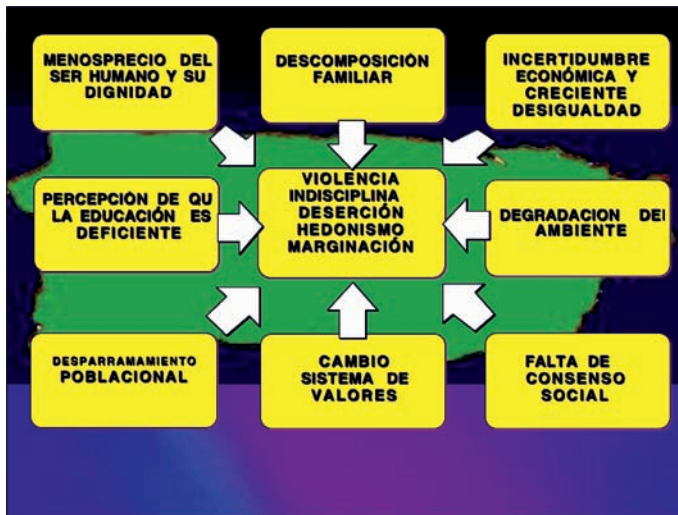 MENOSPRECIO DEL
SER HUMANO Y SU
DIGNIDAD
DESCOMPOSICIÓN
FAMILIAR
INCERTIDUMBRE
ECONÓMICA Y
CRECIENTE
DESIGUALDAD
PERCEPCIÓN DE QU
LA EDUCACIÓN ES
DEFICIENTE
VIOLENCIA
INDISCIPLINA
DESERCIÓN
HEDONISMO
MARGINACIÓN
DEGRADACION DEL
AMBIENTE
DESPARRAMAMIENTO
POBLACIONAL
CAMBIO
SISTEMA DE
VALORES
FALTA DE
CONSENSO
SOCIAL